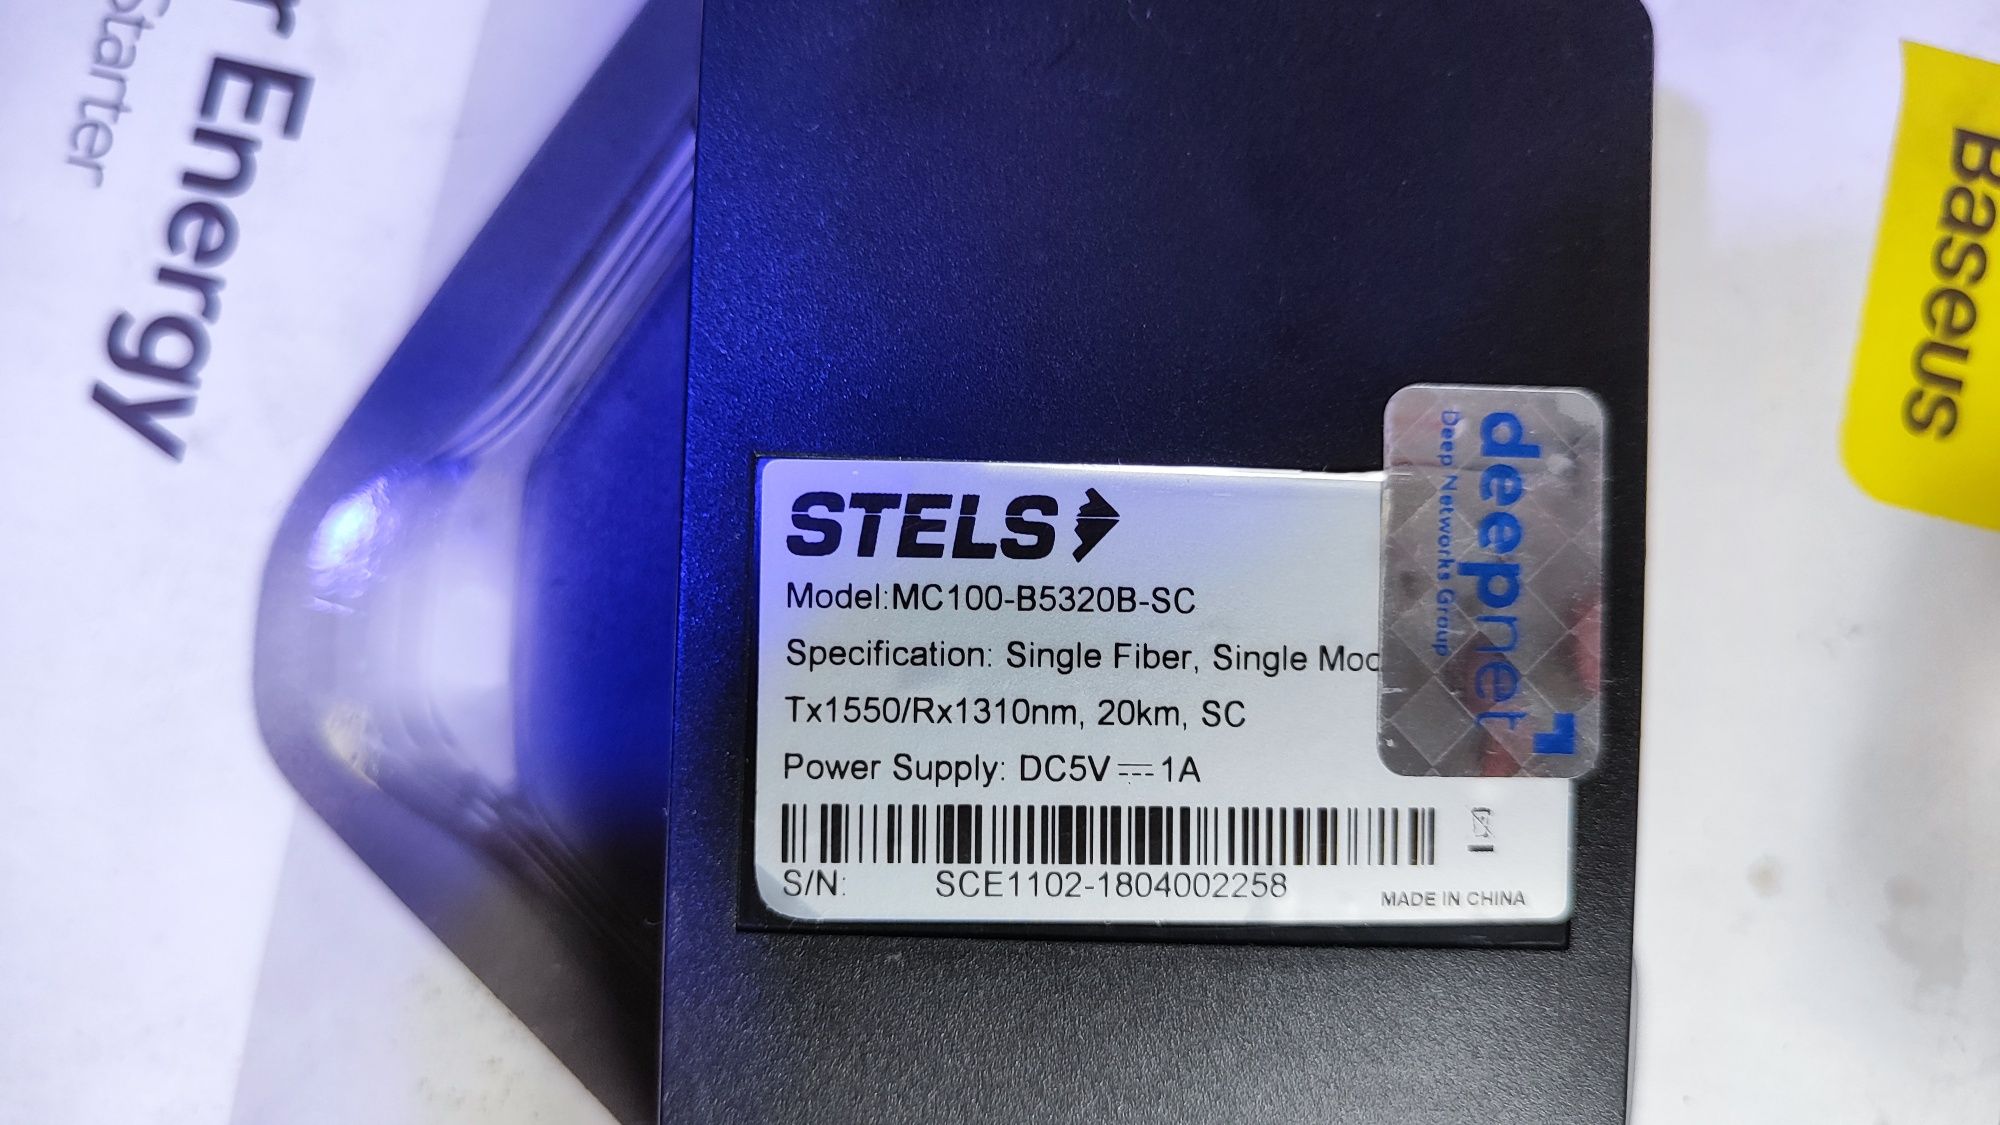 r Energy
Starter
Baseus
deepnet
Deep Networks Group
STELS
Model:MC100-B5320B-SC
Specification: Single Fiber, Single Mod
Tx1550/Rx1310nm, 20km, SC
Power Supply: DC5V⎓1A
S/N: SCE1102-1804002258
MADE IN CHINA